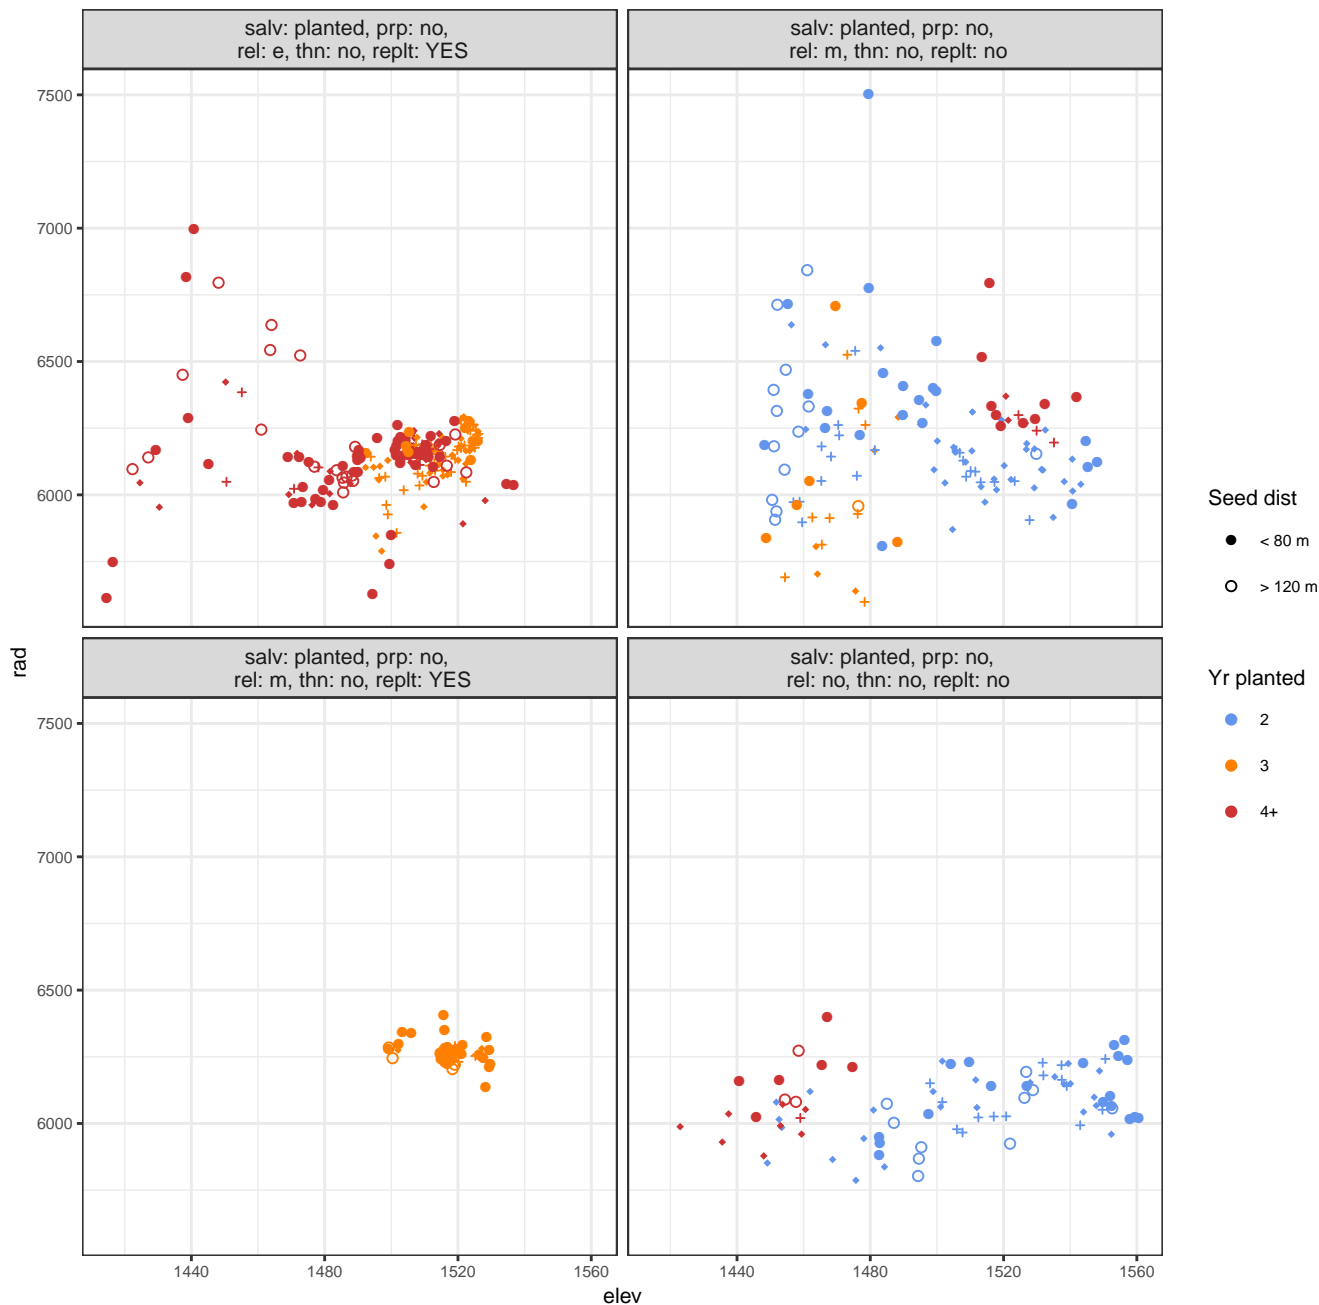 salv: planted, prp: no,
rel: e, thn: no, replt: YES
salv: planted, prp: no,
rel: m, thn: no, replt: no
7500
7000
6500
6000
salv: planted, prp: no,
rel: m, thn: no, replt: YES
salv: planted, prp: no,
rel: no, thn: no, replt: no
7500
7000
6500
6000
1440
1480
1520
1560
1440
1480
1520
1560
elev
rad
Seed dist
< 80 m
> 120 m
Yr planted
2
3
4+